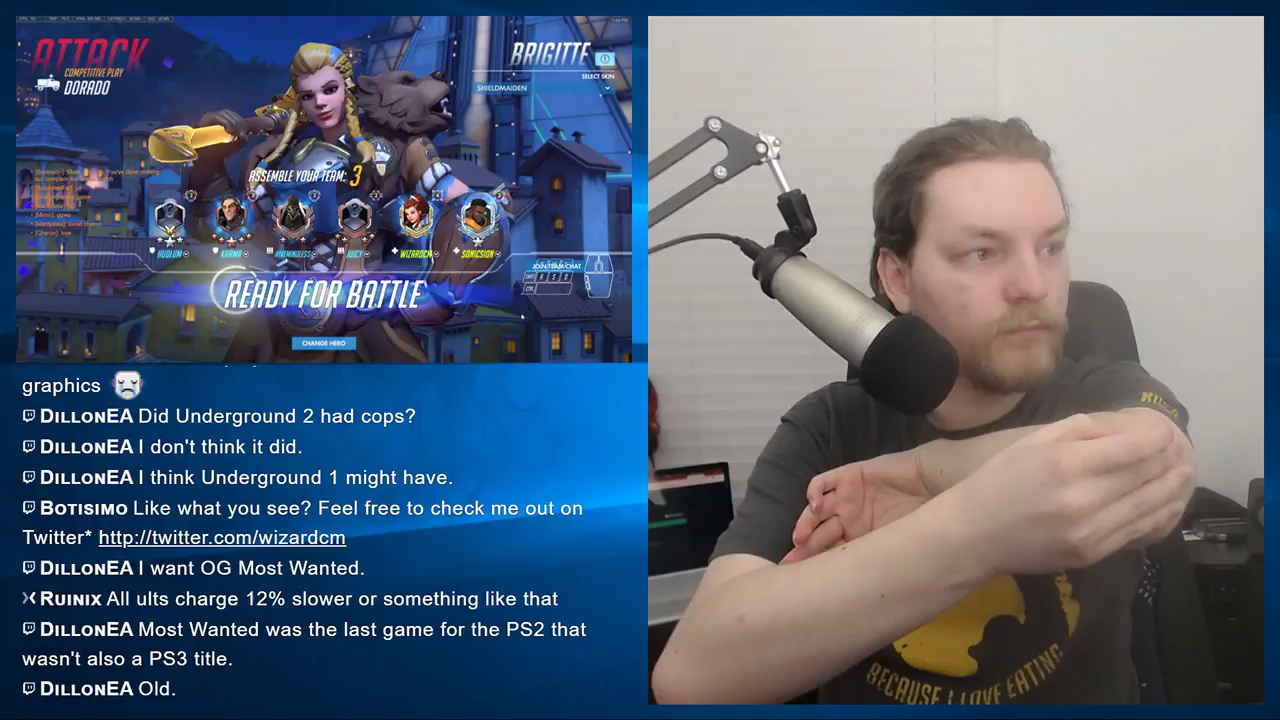 ATTACK
COMPETITIVE PLAY
DORADO
BRIGITTE
SELECT SKIN
SHIELDMAIDEN
ASSEMBLE YOUR TEAM: 3
HUDLUM
KARMA
HIVEMINDLESS
JUICY
WIZARDCM
SONICSION
JOIN TEAM CHAT
READY FOR BATTLE
CHANGE HERO
graphics
DILLONEA Did Underground 2 had cops?
DILLONEA I don't think it did.
DILLONEA I think Underground 1 might have.
BOTISIMO Like what you see? Feel free to check me out on
Twitter* http://twitter.com/wizardcm
DILLONEA I want OG Most Wanted.
RUINIX All ults charge 12% slower or something like that
DILLONEA Most Wanted was the last game for the PS2 that
wasn't also a PS3 title.
DILLONEA Old.
BECAUSE I LOVE EATING